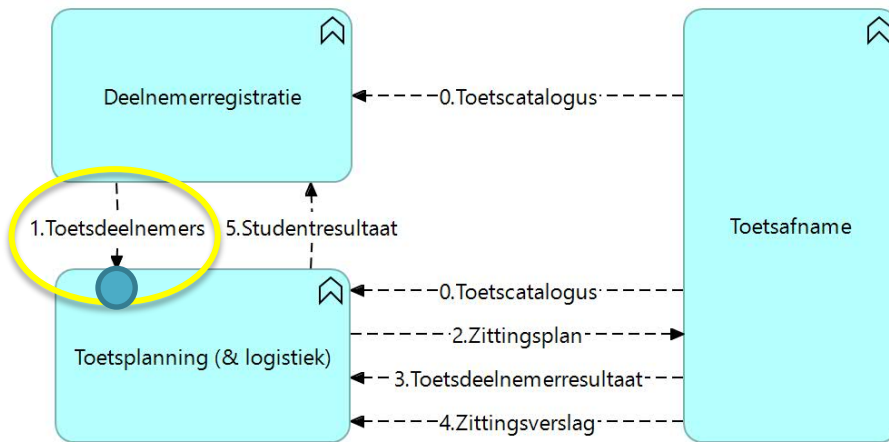 Deelnemerregistratie
0.Toetscatalogus
1.Toetsdeelnemers
5.Studentresultaat
Toetsafname
0.Toetscatalogus
2.Zittingsplan
Toetsplanning (& logistiek)
3.Toetsdeelnemerresultaat
4.Zittingsverslag